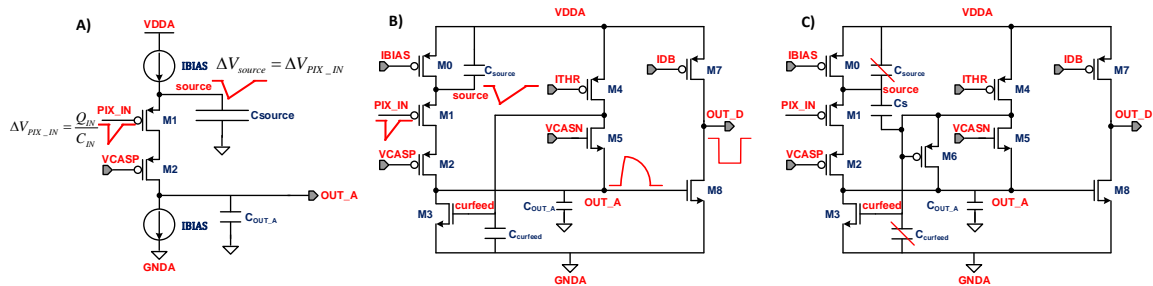 A)
VDDA
IBIAS
ΔV_source = ΔV_PIX_IN
source
PIX_IN
ΔV_PIX_IN = Q_IN / C_IN
M1
Csource
VCASP
M2
OUT_A
IBIAS
C_OUT_A
GNDA
B)
VDDA
IBIAS
M0
C_source
ITHR
IDB
M7
source
M4
PIX_IN
M1
OUT_D
VCASN
M5
VCASP
M2
OUT_A
M8
M3
curfeed
C_OUT_A
C_curfeed
GNDA
C)
VDDA
IBIAS
M0
C_source
ITHR
IDB
M7
source
M4
Cs
PIX_IN
M1
OUT_D
VCASN
M5
VCASP
M2
M6
M8
M3
curfeed
C_OUT_A
OUT_A
C_curfeed
GNDA